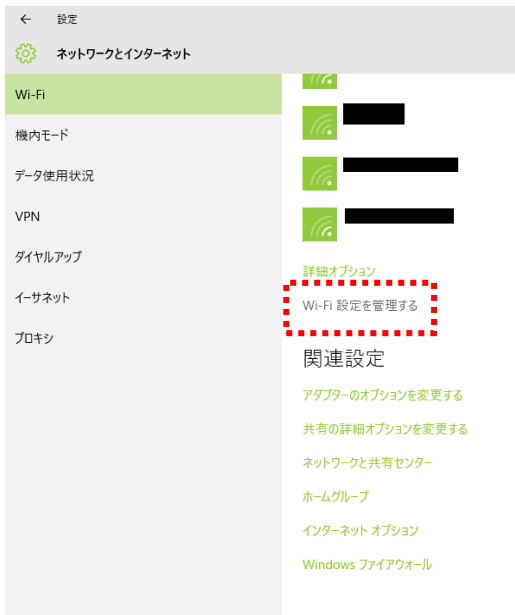 設定
ネットワークとインターネット
Wi-Fi
機内モード
データ使用状況
VPN
ダイヤルアップ
イーサネット
プロキシ
詳細オプション
Wi-Fi 設定を管理する
関連設定
アダプターのオプションを変更する
共有の詳細オプションを変更する
ネットワークと共有センター
ホームグループ
インターネット オプション
Windows ファイアウォール